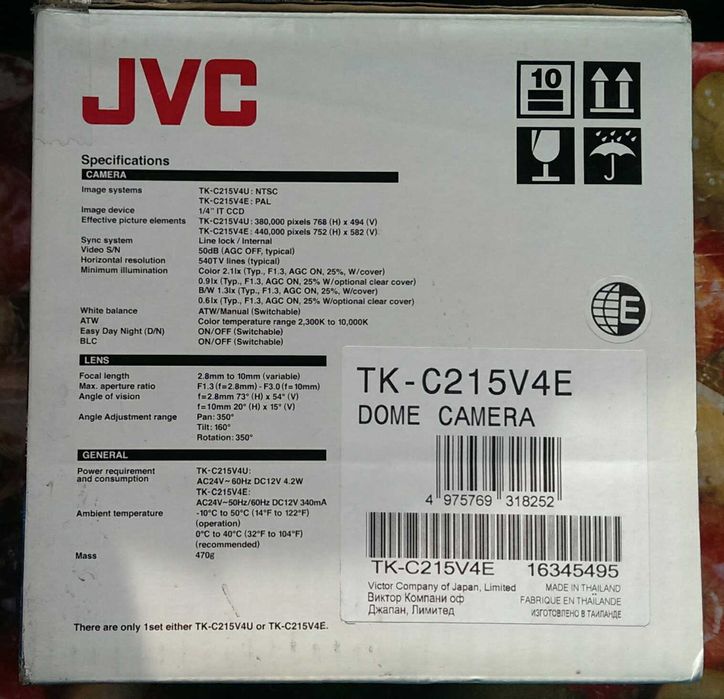 JVC
10
Specifications
CAMERA
Image systems TK-C215V4U: NTSC
TK-C215V4E: PAL
Image device 1/4" IT CCD
Effective picture elements TK-C215V4U: 380,000 pixels 768 (H) x 494 (V)
TK-C215V4E: 440,000 pixels 752 (H) x 582 (V)
Sync system Line lock / Internal
Video S/N 50dB (AGC OFF, typical)
Horizontal resolution 540TV lines (typical)
Minimum illumination Color 2.1lx (Typ., F1.3, AGC ON, 25%, W/cover)
0.9lx (Typ., F1.3, AGC ON, 25% W/optional clear cover)
B/W 1.3lx (Typ., F1.3, AGC ON, 25%, W/cover)
0.6lx (Typ., F1.3, AGC ON, 25% W/optional clear cover)
White balance ATW/Manual (Switchable)
ATW Color temperature range 2,300K to 10,000K
Easy Day Night (D/N) ON/OFF (Switchable)
BLC ON/OFF (Switchable)
E
LENS
Focal length 2.8mm to 10mm (variable)
Max. aperture ratio F1.3 (f=2.8mm) - F3.0 (f=10mm)
Angle of vision f=2.8mm 73° (H) x 54° (V)
f=10mm 20° (H) x 15° (V)
Angle Adjustment range Pan: 350°
Tilt: 160°
Rotation: 350°
GENERAL
Power requirement TK-C215V4U:
and consumption AC24V~60Hz DC12V 4.2W
TK-C215V4E:
AC24V~50Hz/60Hz DC12V 340mA
Ambient temperature -10°C to 50°C (14°F to 122°F)
(operation)
0°C to 40°C (32°F to 104°F)
(recommended)
Mass 470g
There are only 1set either TK-C215V4U or TK-C215V4E.
TK-C215V4E
DOME CAMERA
4 975769 318252
TK-C215V4E 16345495
Victor Company of Japan, Limited MADE IN THAILAND
Виктор Компани оф FABRIQUE EN THAÏLANDE
Джапан, Лимитед ИЗГОТОВЛЕНО В ТАИЛАНДЕ